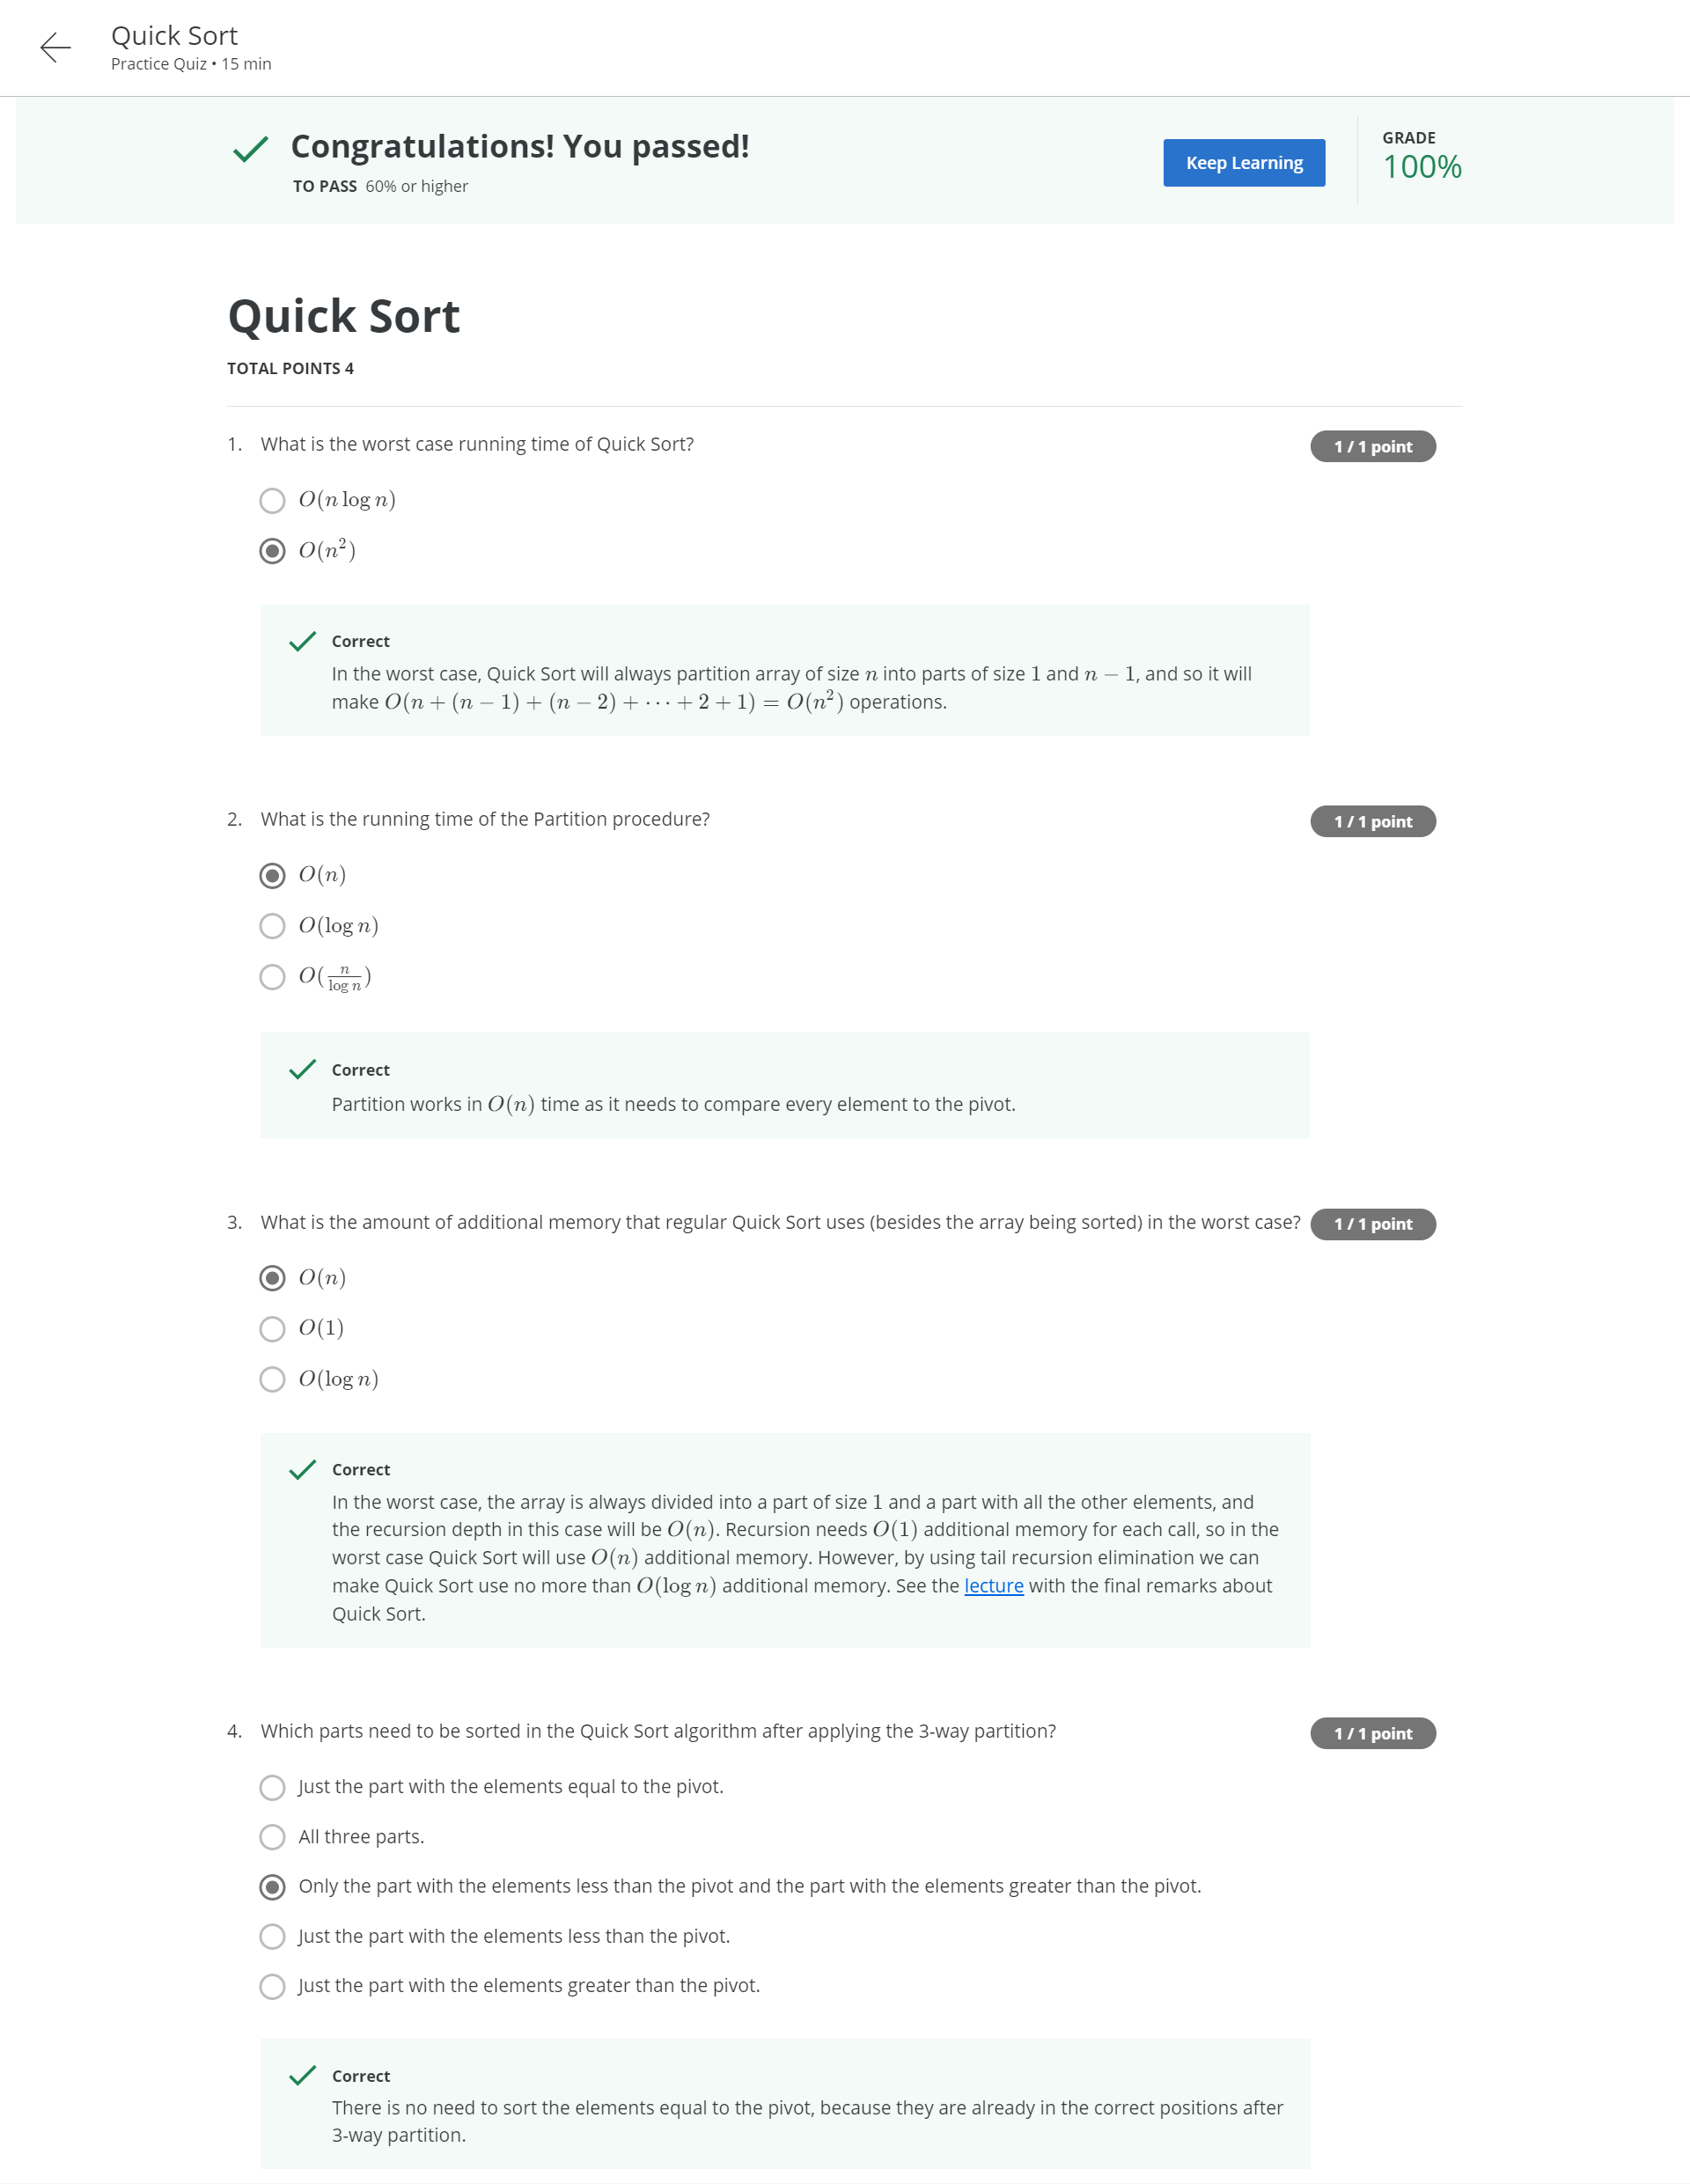 Quick Sort
Practice Quiz • 15 min
Congratulations! You passed!
TO PASS 60% or higher
Keep Learning
GRADE
100%
Quick Sort
TOTAL POINTS 4
1. What is the worst case running time of Quick Sort?
1 / 1 point
O(n log n)
O(n²)
Correct
In the worst case, Quick Sort will always partition array of size n into parts of size 1 and n − 1, and so it will
make O(n + (n − 1) + (n − 2) + ⋯ + 2 + 1) = O(n²) operations.
2. What is the running time of the Partition procedure?
1 / 1 point
O(n)
O(log n)
O(n/log n)
Correct
Partition works in O(n) time as it needs to compare every element to the pivot.
3. What is the amount of additional memory that regular Quick Sort uses (besides the array being sorted) in the worst case?
1 / 1 point
O(n)
O(1)
O(log n)
Correct
In the worst case, the array is always divided into a part of size 1 and a part with all the other elements, and
the recursion depth in this case will be O(n). Recursion needs O(1) additional memory for each call, so in the
worst case Quick Sort will use O(n) additional memory. However, by using tail recursion elimination we can
make Quick Sort use no more than O(log n) additional memory. See the lecture with the final remarks about
Quick Sort.
4. Which parts need to be sorted in the Quick Sort algorithm after applying the 3-way partition?
1 / 1 point
Just the part with the elements equal to the pivot.
All three parts.
Only the part with the elements less than the pivot and the part with the elements greater than the pivot.
Just the part with the elements less than the pivot.
Just the part with the elements greater than the pivot.
Correct
There is no need to sort the elements equal to the pivot, because they are already in the correct positions after
3-way partition.